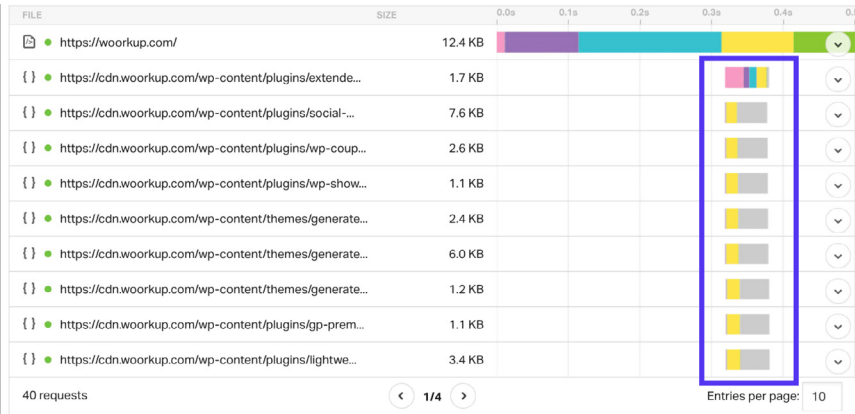 FILE SIZE 0.0s 0.1s 0.2s 0.3s 0.4s
https://woorkup.com/ 12.4 KB
{ } https://cdn.woorkup.com/wp-content/plugins/extende... 1.7 KB
{ } https://cdn.woorkup.com/wp-content/plugins/social-... 7.6 KB
{ } https://cdn.woorkup.com/wp-content/plugins/wp-coup... 2.6 KB
{ } https://cdn.woorkup.com/wp-content/plugins/wp-show... 1.1 KB
{ } https://cdn.woorkup.com/wp-content/themes/generate... 2.4 KB
{ } https://cdn.woorkup.com/wp-content/themes/generate... 6.0 KB
{ } https://cdn.woorkup.com/wp-content/themes/generate... 1.2 KB
{ } https://cdn.woorkup.com/wp-content/plugins/gp-prem... 1.1 KB
{ } https://cdn.woorkup.com/wp-content/plugins/lightwe... 3.4 KB
40 requests 1/4 Entries per page: 10